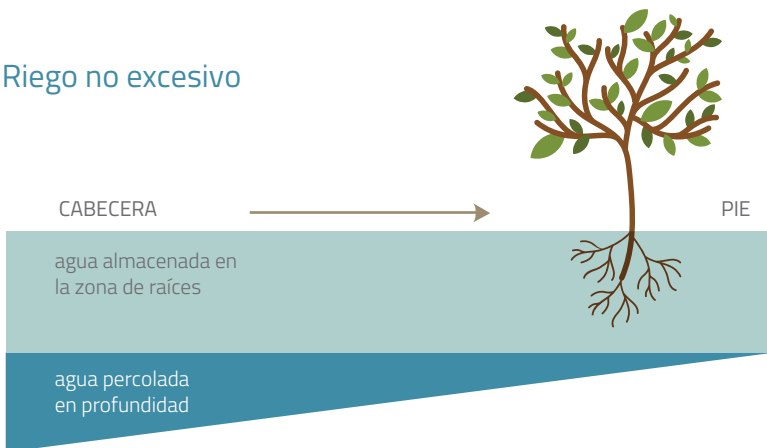 Riego no excesivo
CABECERA
PIE
agua almacenada en
la zona de raíces
agua percolada
en profundidad